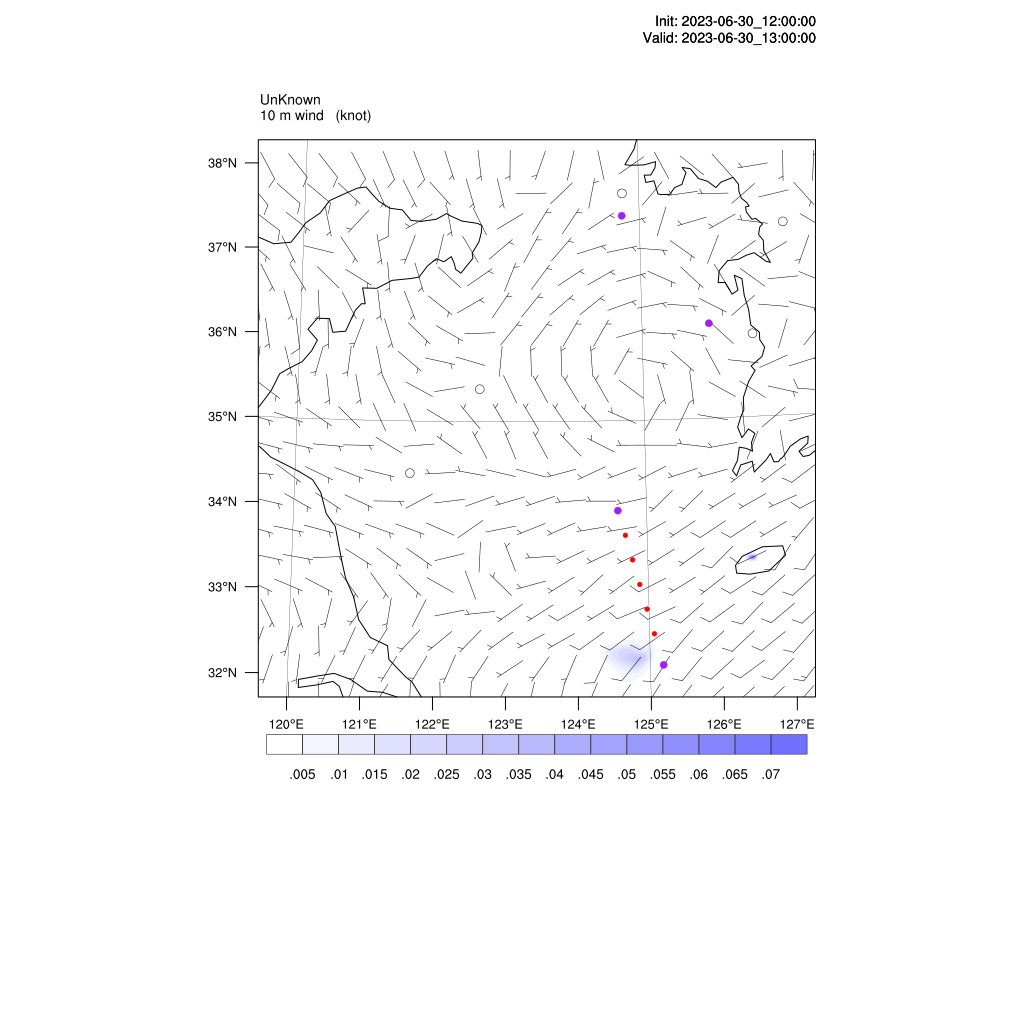 Init: 2023-06-30_12:00:00
Valid: 2023-06-30_13:00:00
UnKnown
10 m wind (knot)
38°N
37°N
36°N
35°N
34°N
33°N
32°N
120°E 121°E 122°E 123°E 124°E 125°E 126°E 127°E
.005 .01 .015 .02 .025 .03 .035 .04 .045 .05 .055 .06 .065 .07